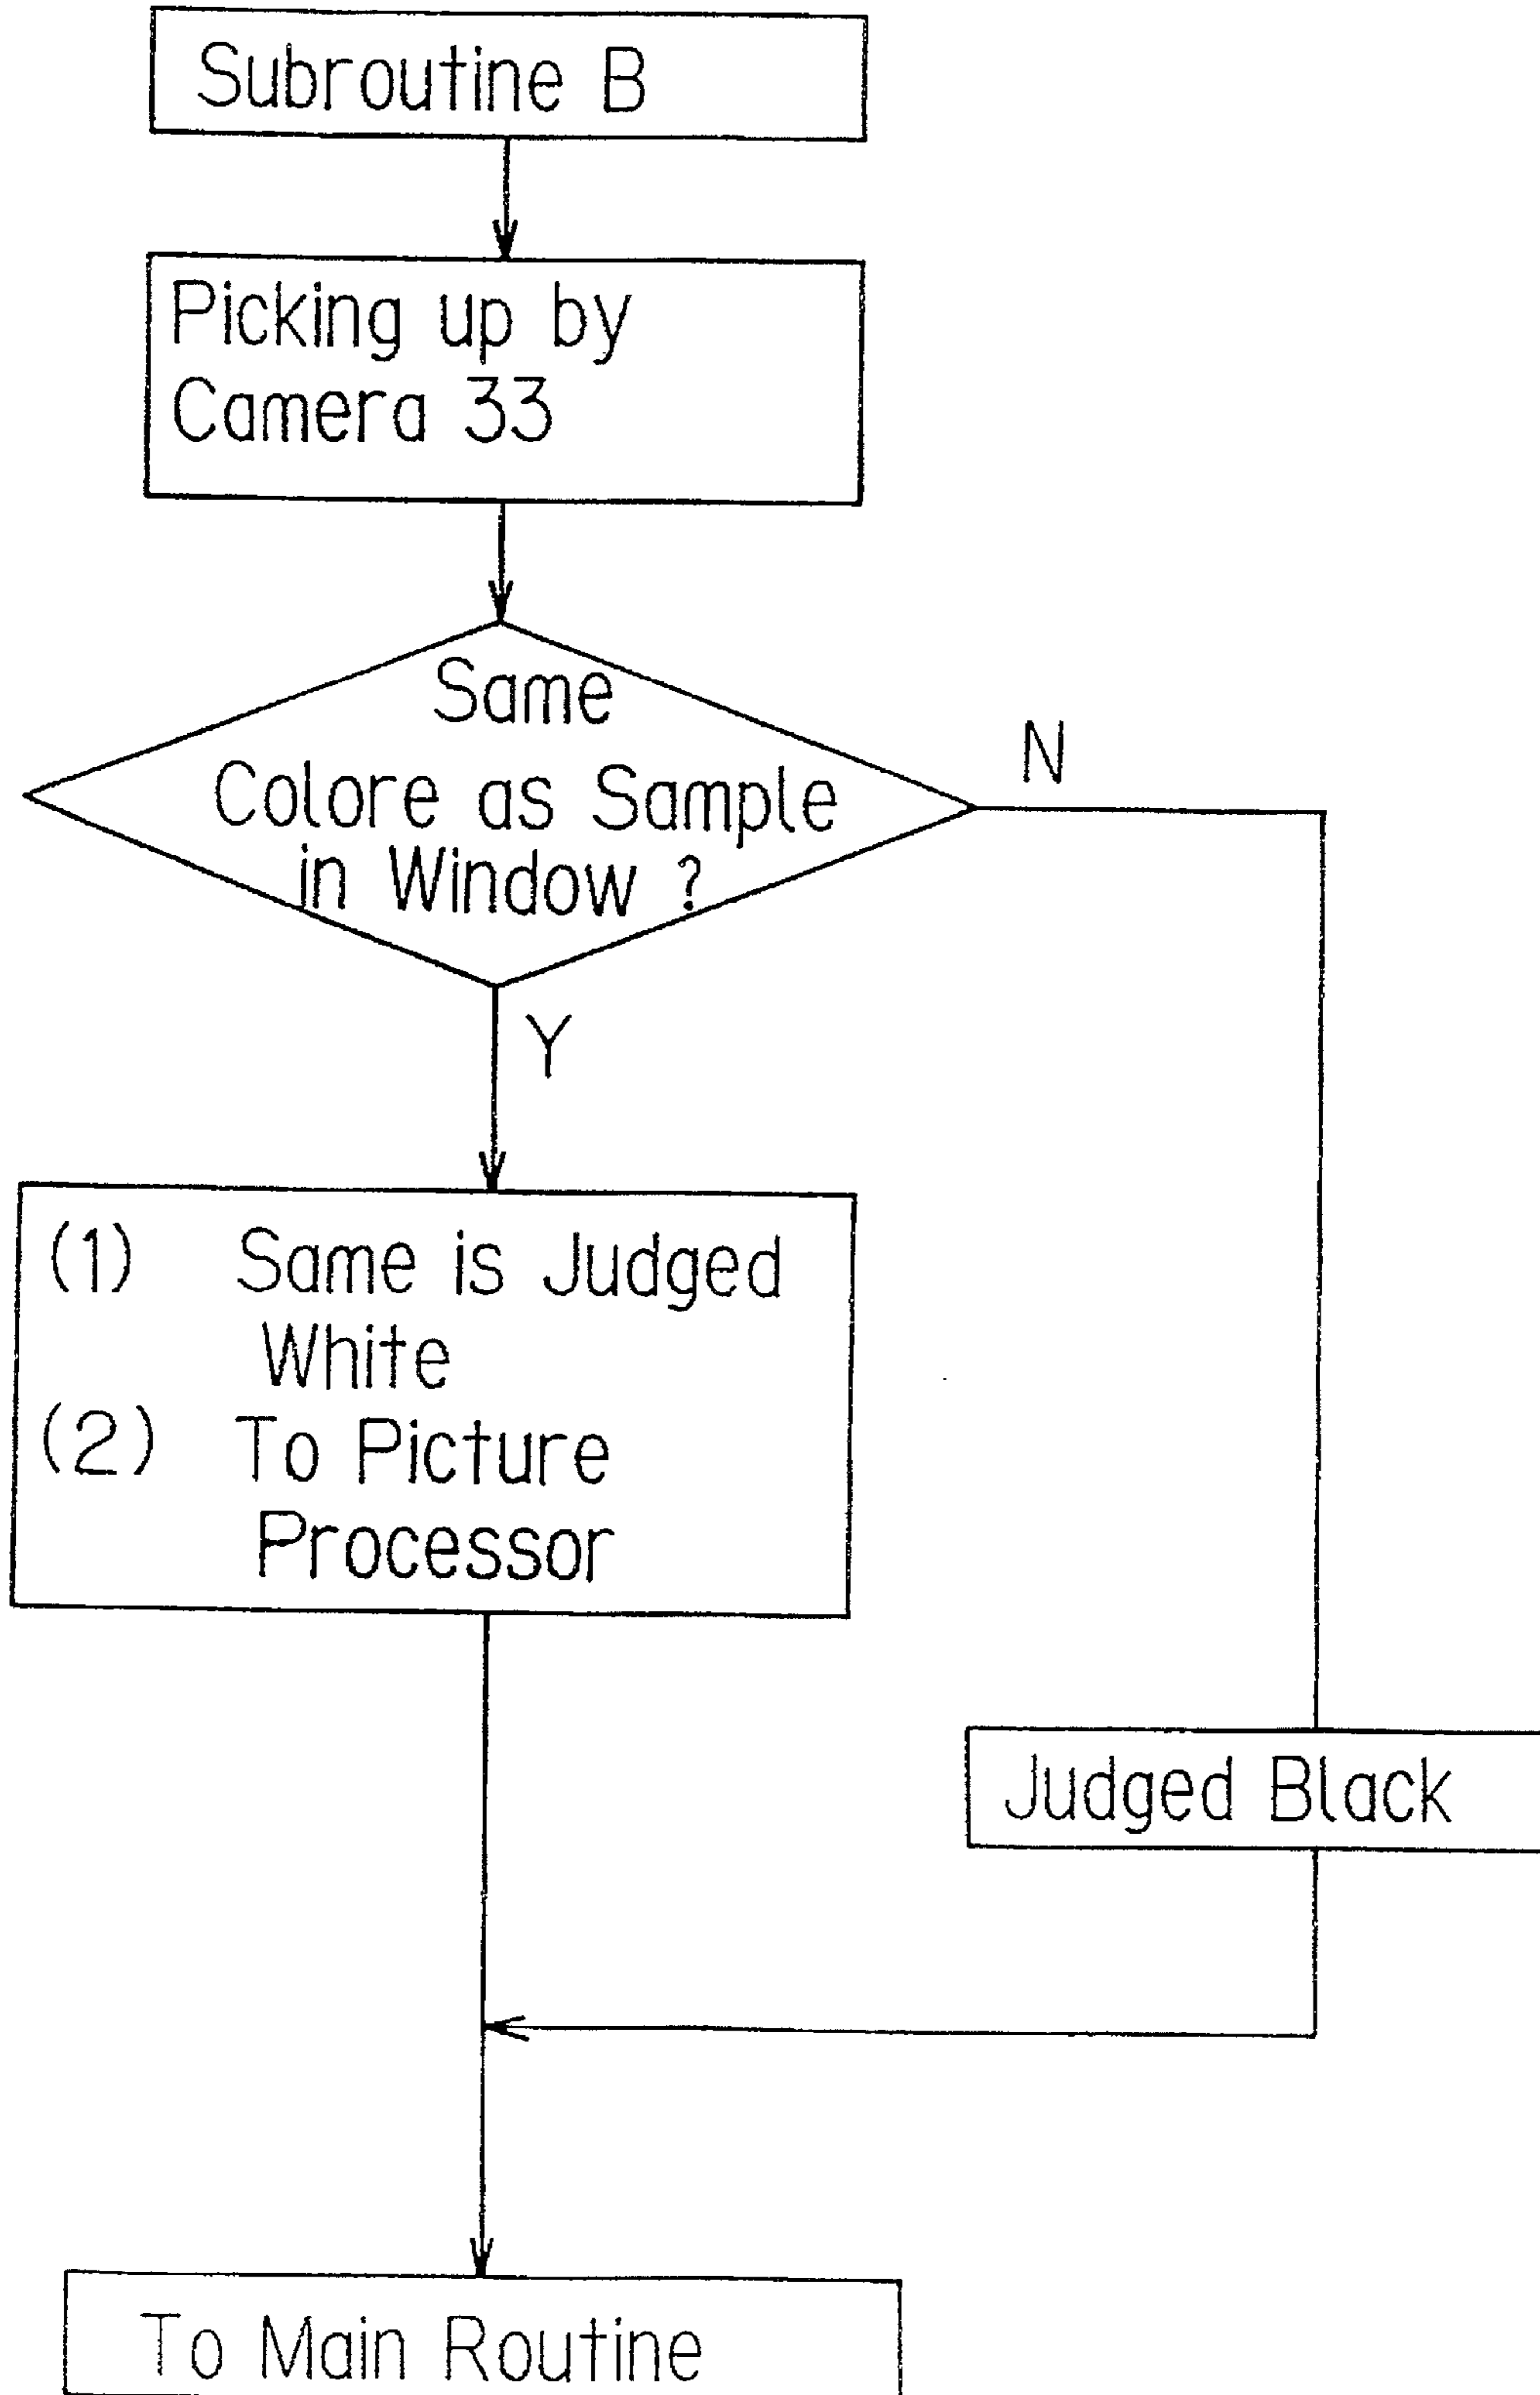 Subroutine B
Picking up by
Camera 33
Same
Colore as Sample
in Window ?
N
Y
(1) Same is Judged
White
(2) To Picture
Processor
Judged Black
To Main Routine